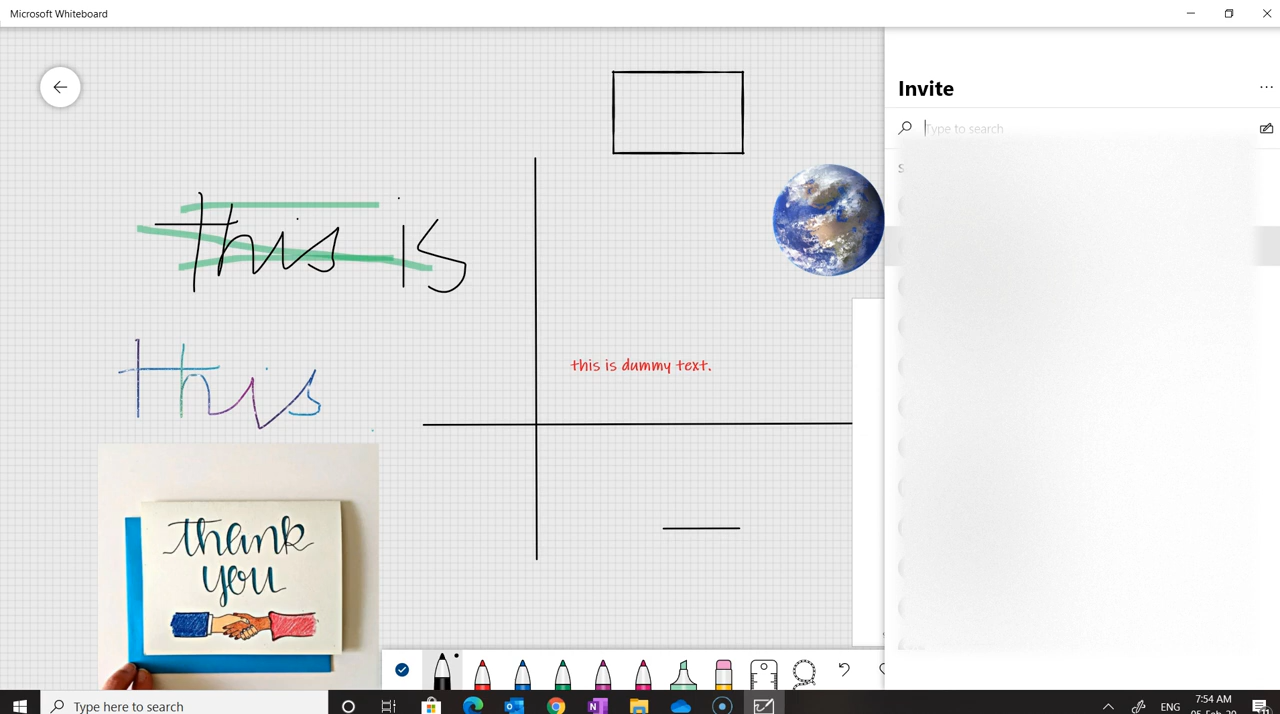 Microsoft Whiteboard
Invite
Type to search
this is
this
this is dummy text.
thank
you
Type here to search
ENG
7:54 AM